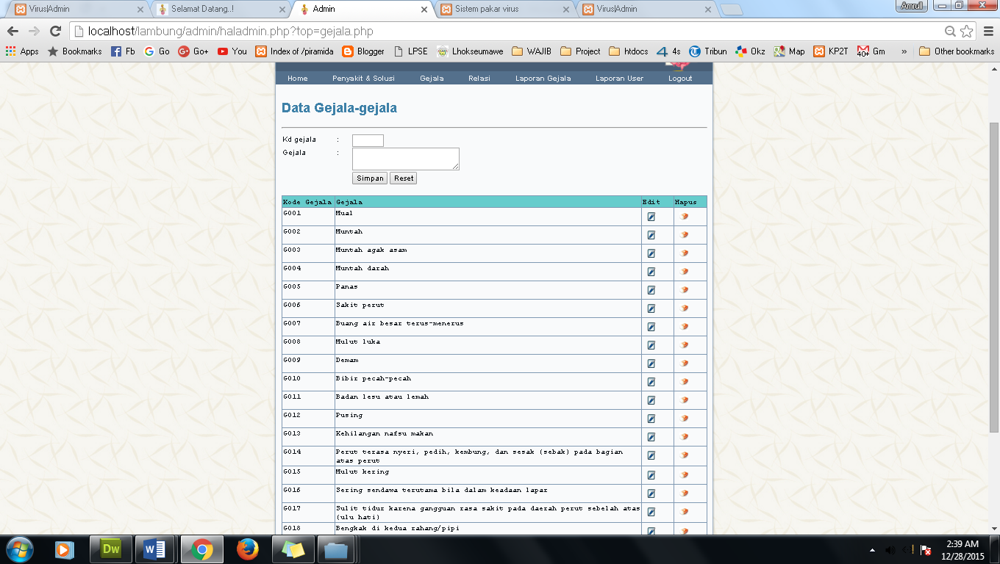 Virus|Admin
Selamat Datang..!
Admin
Sistem pakar virus
Virus|Admin
Amrull
localhost/lambung/admin/haladmin.php?top=gejala.php
Apps Bookmarks Fb Go Go+ You Index of /piramida Blogger LPSE Lhokseumawe WAJIB Project htdocs 4s Tribun Okz Map KP2T 40+ Gm » Other bookmarks
Home Penyakit & Solusi Gejala Relasi Laporan Gejala Laporan User Logout
Data Gejala-gejala
Kd gejala :
Gejala :
Simpan Reset
Kode Gejala Gejala Edit Hapus
G001 Mual
G002 Muntah
G003 Muntah agak asam
G004 Muntah darah
G005 Panas
G006 Sakit perut
G007 Buang air besar terus-menerus
G008 Mulut luka
G009 Demam
G010 Bibir pecah-pecah
G011 Badan lesu atau lemah
G012 Pusing
G013 Kehilangan nafsu makan
G014 Perut terasa nyeri, pedih, kembung, dan sesak (sebak) pada bagian
atas perut
G015 Mulut kering
G016 Sering sendawa terutama bila dalam keadaan lapar
G017 Sulit tidur karena gangguan rasa sakit pada daerah perut sebelah atas
(ulu hati)
G018 Bengkak di kedua rahang/pipi
Dw
W
2:39 AM
12/28/2015